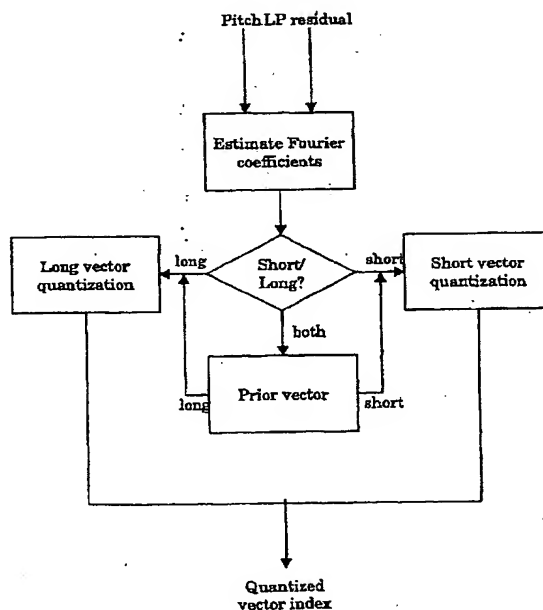 Pitch LP residual
Estimate Fourier
coefficients
Long vector
quantization
long
Short/
Long?
short
Short vector
quantization
both
long
Prior vector
short
Quantized
vector index